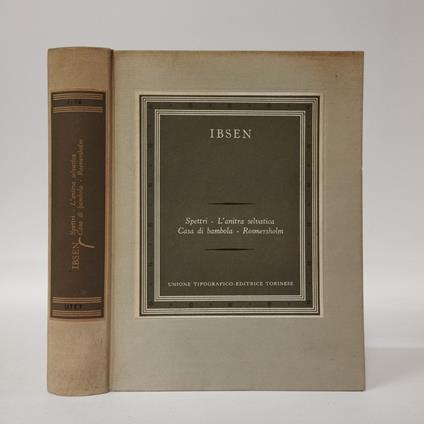 IBSEN
Spettri - L'anitra selvatica
Casa di bambola - Rosmersholm
UNIONE TIPOGRAFICO-EDITRICE TORINESE
IBSEN
Spettri - L'anitra selvatica
Casa di bambola - Rosmersholm
UTET